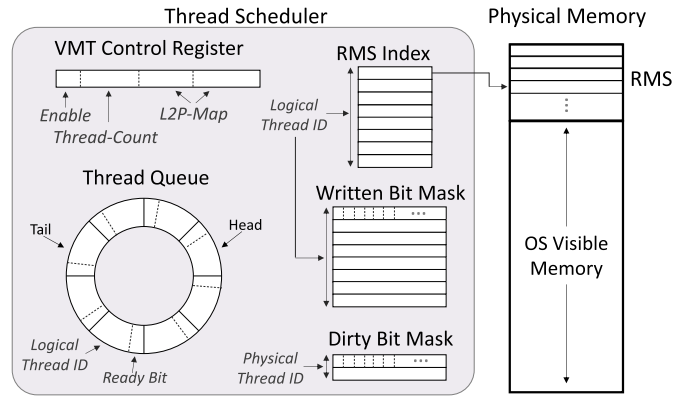 Thread Scheduler
Physical Memory
VMT Control Register
RMS Index
RMS
Enable
L2P-Map
Thread-Count
Logical
Thread ID
Thread Queue
Written Bit Mask
Tail
Head
OS Visible
Memory
Logical
Thread ID
Ready Bit
Dirty Bit Mask
Physical
Thread ID